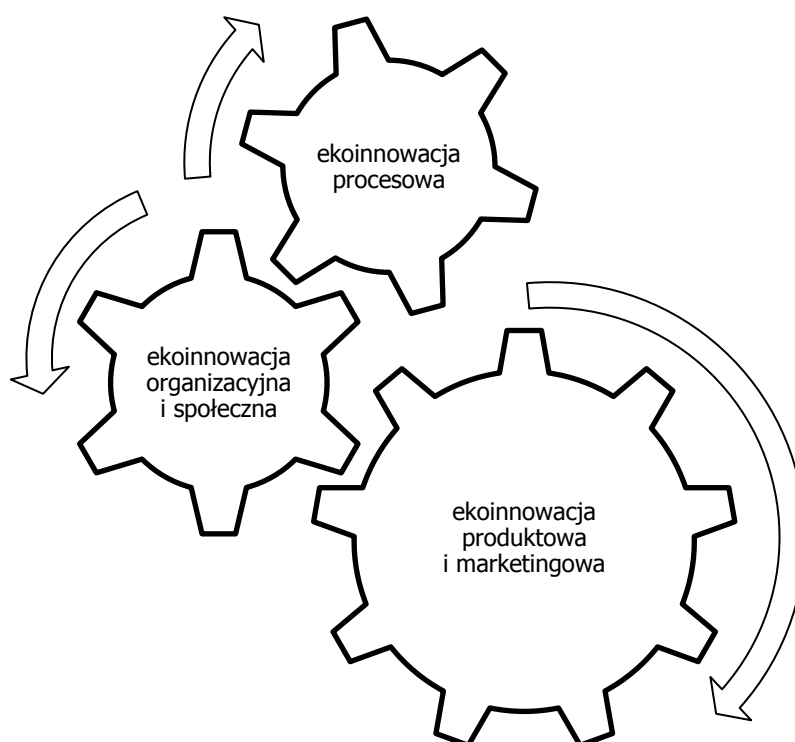 ekoinnowacja
procesowa
ekoinnowacja
organizacyjna
i społeczna
ekoinnowacja
produktowa
i marketingowa